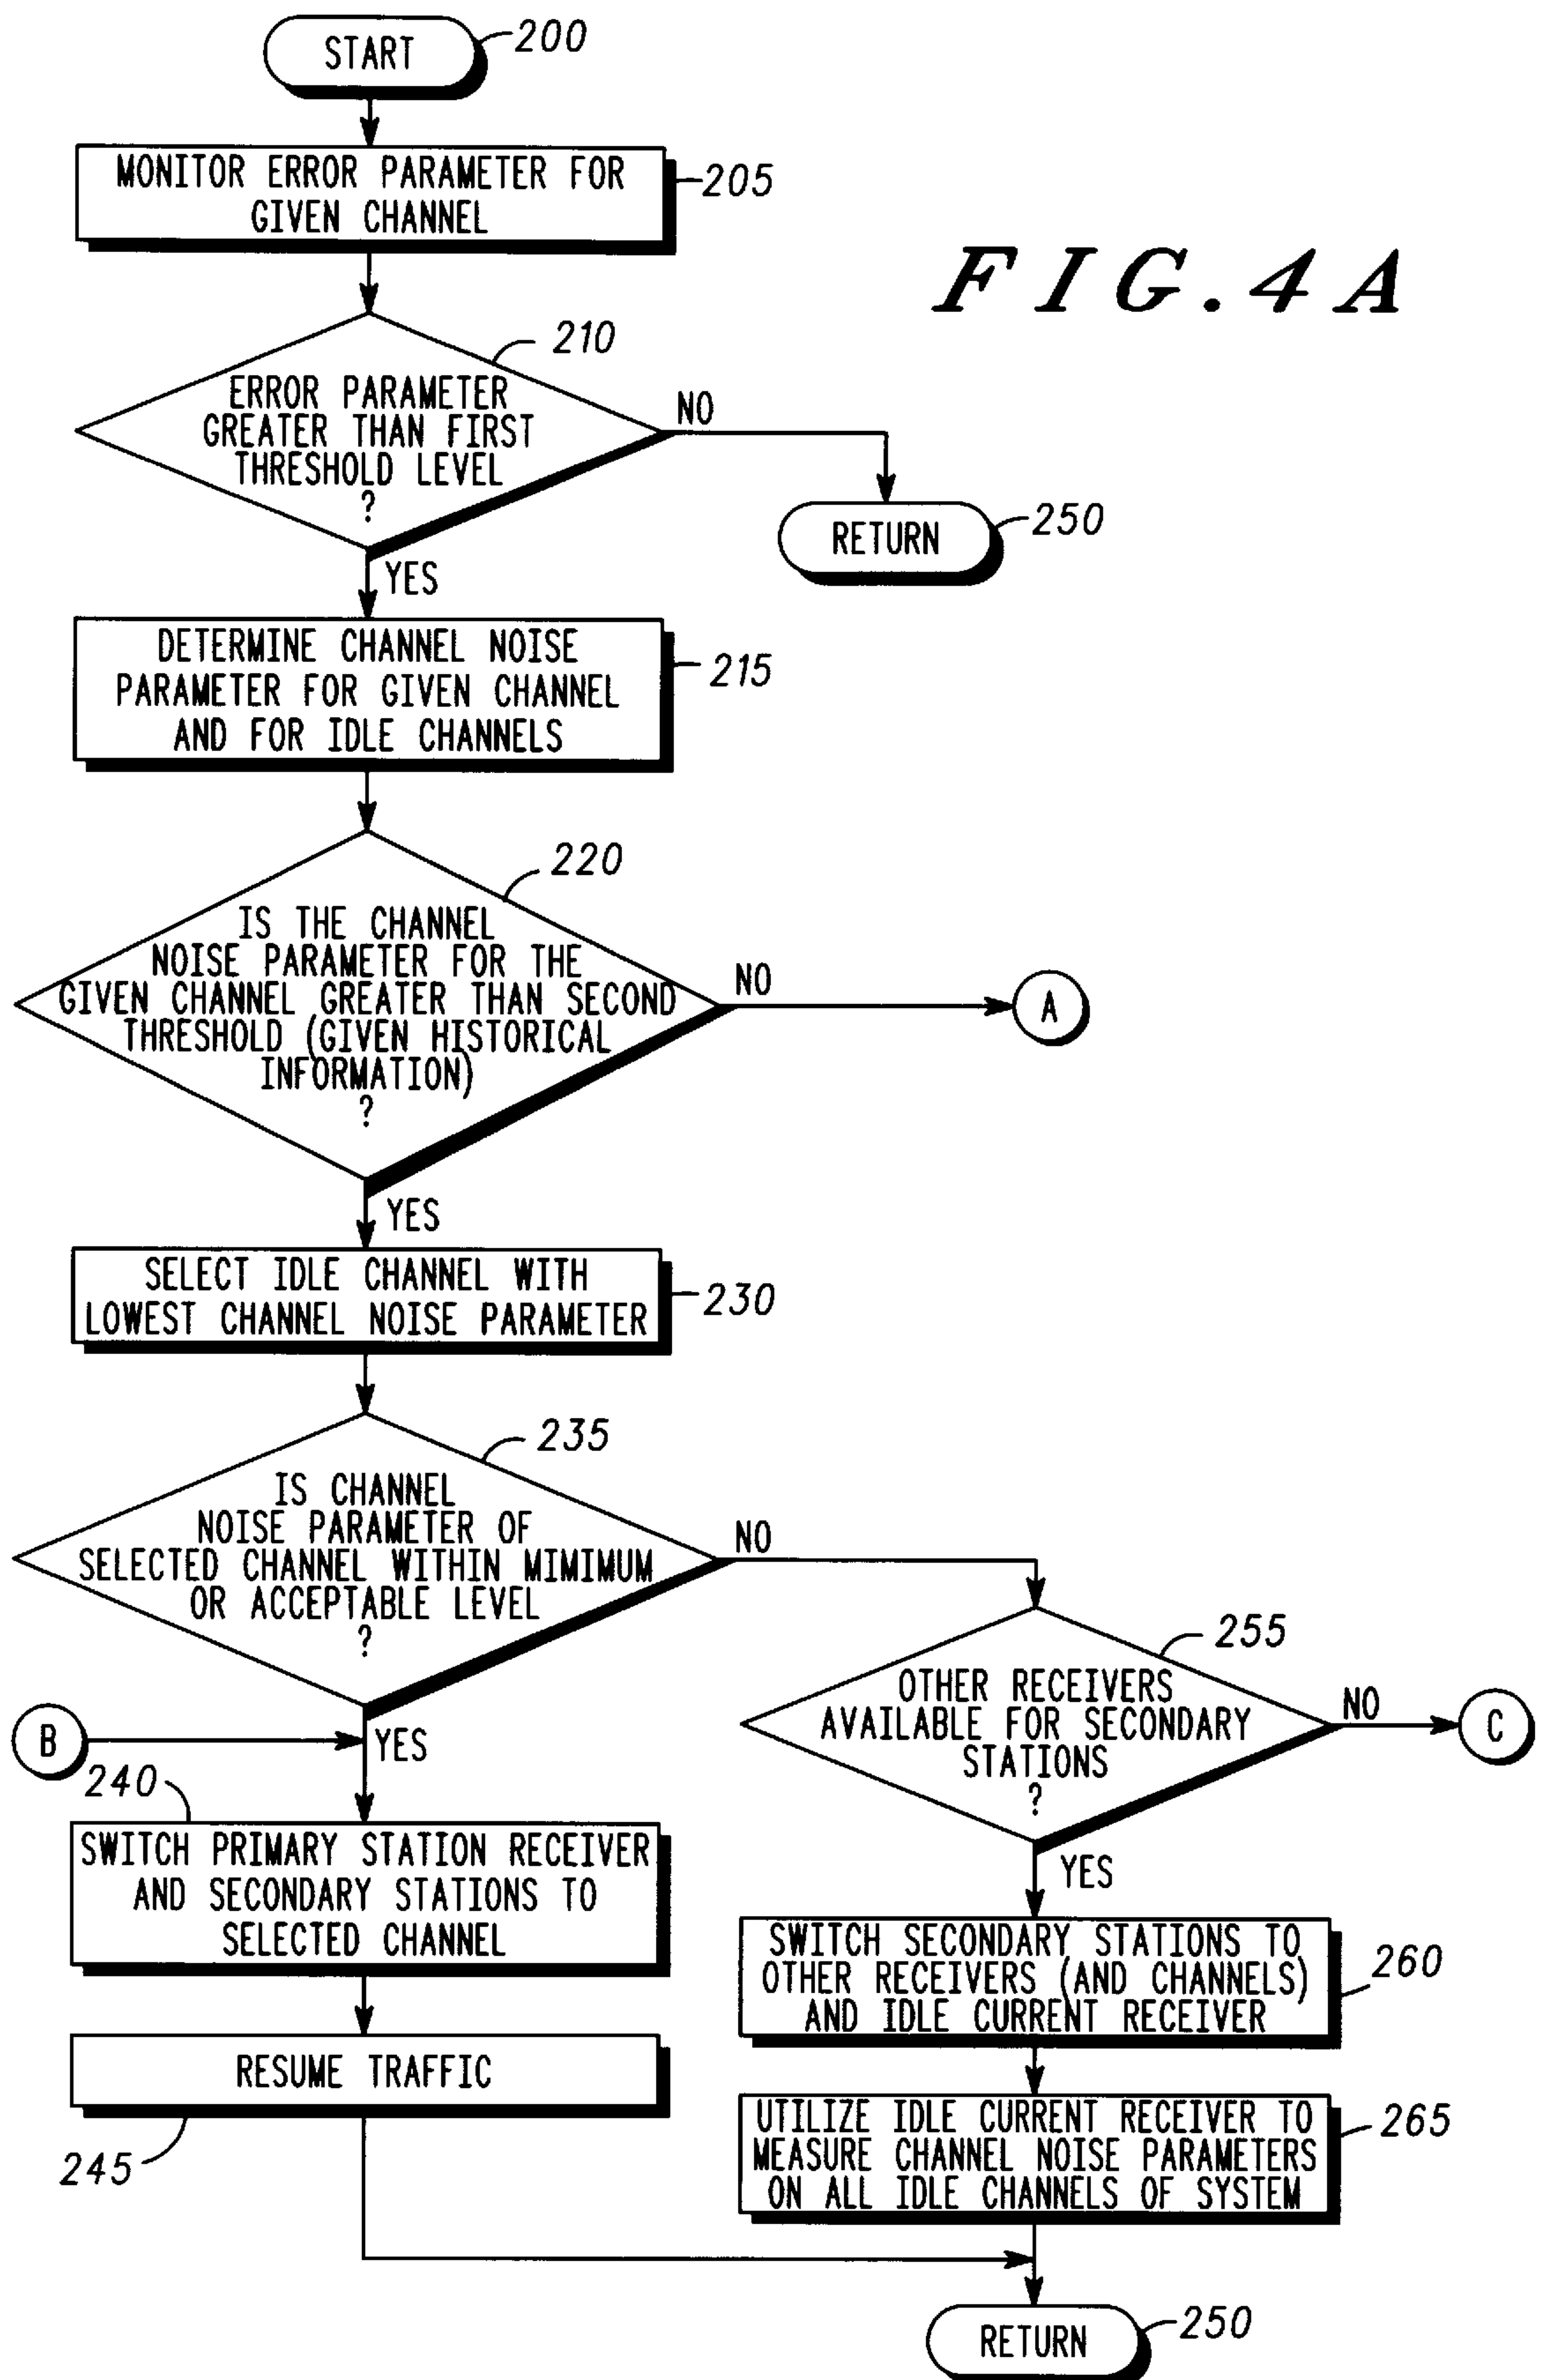 START
200
MONITOR ERROR PARAMETER FOR
GIVEN CHANNEL
205
FIG. 4A
210
ERROR PARAMETER
GREATER THAN FIRST
THRESHOLD LEVEL
?
NO
RETURN
250
YES
DETERMINE CHANNEL NOISE
PARAMETER FOR GIVEN CHANNEL
AND FOR IDLE CHANNELS
215
220
IS THE CHANNEL
NOISE PARAMETER FOR THE
GIVEN CHANNEL GREATER THAN SECOND
THRESHOLD (GIVEN HISTORICAL
INFORMATION)
?
NO
A
YES
SELECT IDLE CHANNEL WITH
LOWEST CHANNEL NOISE PARAMETER
230
235
IS CHANNEL
NOISE PARAMETER OF
SELECTED CHANNEL WITHIN MIMIMUM
OR ACCEPTABLE LEVEL
?
NO
255
OTHER RECEIVERS
AVAILABLE FOR SECONDARY
STATIONS
?
NO
C
B
YES
240
SWITCH PRIMARY STATION RECEIVER
AND SECONDARY STATIONS TO
SELECTED CHANNEL
YES
SWITCH SECONDARY STATIONS TO
OTHER RECEIVERS (AND CHANNELS)
AND IDLE CURRENT RECEIVER
260
RESUME TRAFFIC
245
UTILIZE IDLE CURRENT RECEIVER TO
MEASURE CHANNEL NOISE PARAMETERS
ON ALL IDLE CHANNELS OF SYSTEM
265
RETURN
250